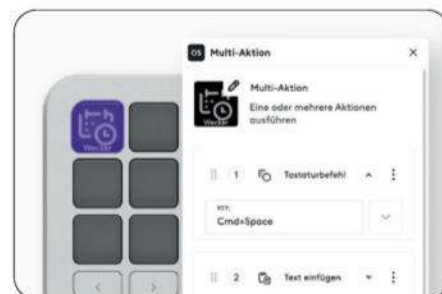 OS Multi-Aktion
Multi-Aktion
Eine oder mehrere Aktionen
ausführen
Wecker
Wecker
1 Tastaturbefehl
KEY:
Cmd+Space
2 Text einfügen